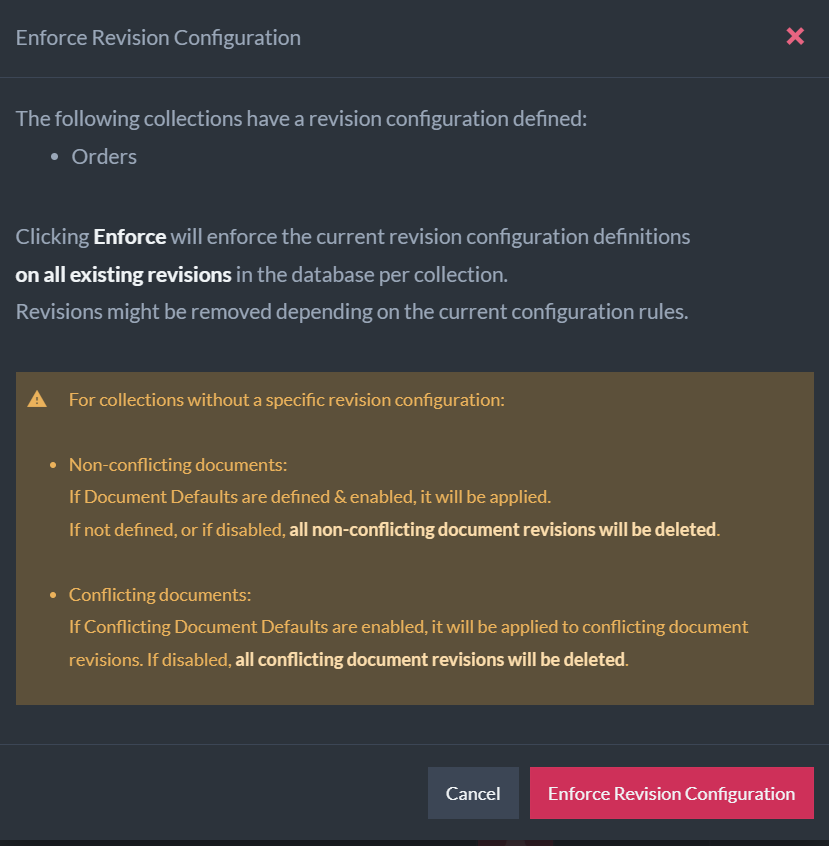 Enforce Revision Configuration
The following collections have a revision configuration defined:
• Orders
Clicking Enforce will enforce the current revision configuration definitions
on all existing revisions in the database per collection.
Revisions might be removed depending on the current configuration rules.
For collections without a specific revision configuration:
• Non-conflicting documents:
If Document Defaults are defined & enabled, it will be applied.
If not defined, or if disabled, all non-conflicting document revisions will be deleted.
• Conflicting documents:
If Conflicting Document Defaults are enabled, it will be applied to conflicting document
revisions. If disabled, all conflicting document revisions will be deleted.
Cancel
Enforce Revision Configuration